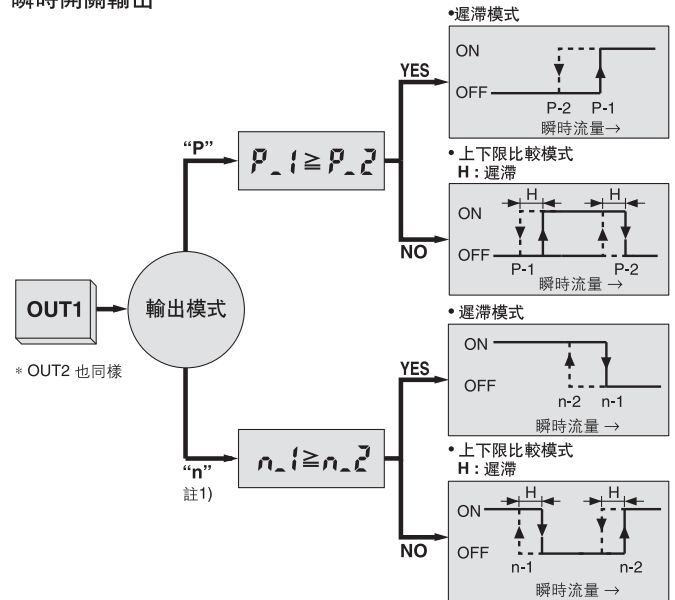 瞬時開關輸出
•遲滯模式
ON
OFF
P-2 P-1
瞬時流量→
YES
“P”
P_1≧P_2
• 上下限比較模式
H：遲滯
H H
ON
OFF
P-1 P-2
瞬時流量→
NO
OUT1
輸出模式
* OUT2 也同樣
• 遲滯模式
ON
OFF
n-2 n-1
瞬時流量→
YES
“n”
註1)
n_1≧n_2
• 上下限比較模式
H：遲滯
H H
ON
OFF
n-1 n-2
瞬時流量→
NO